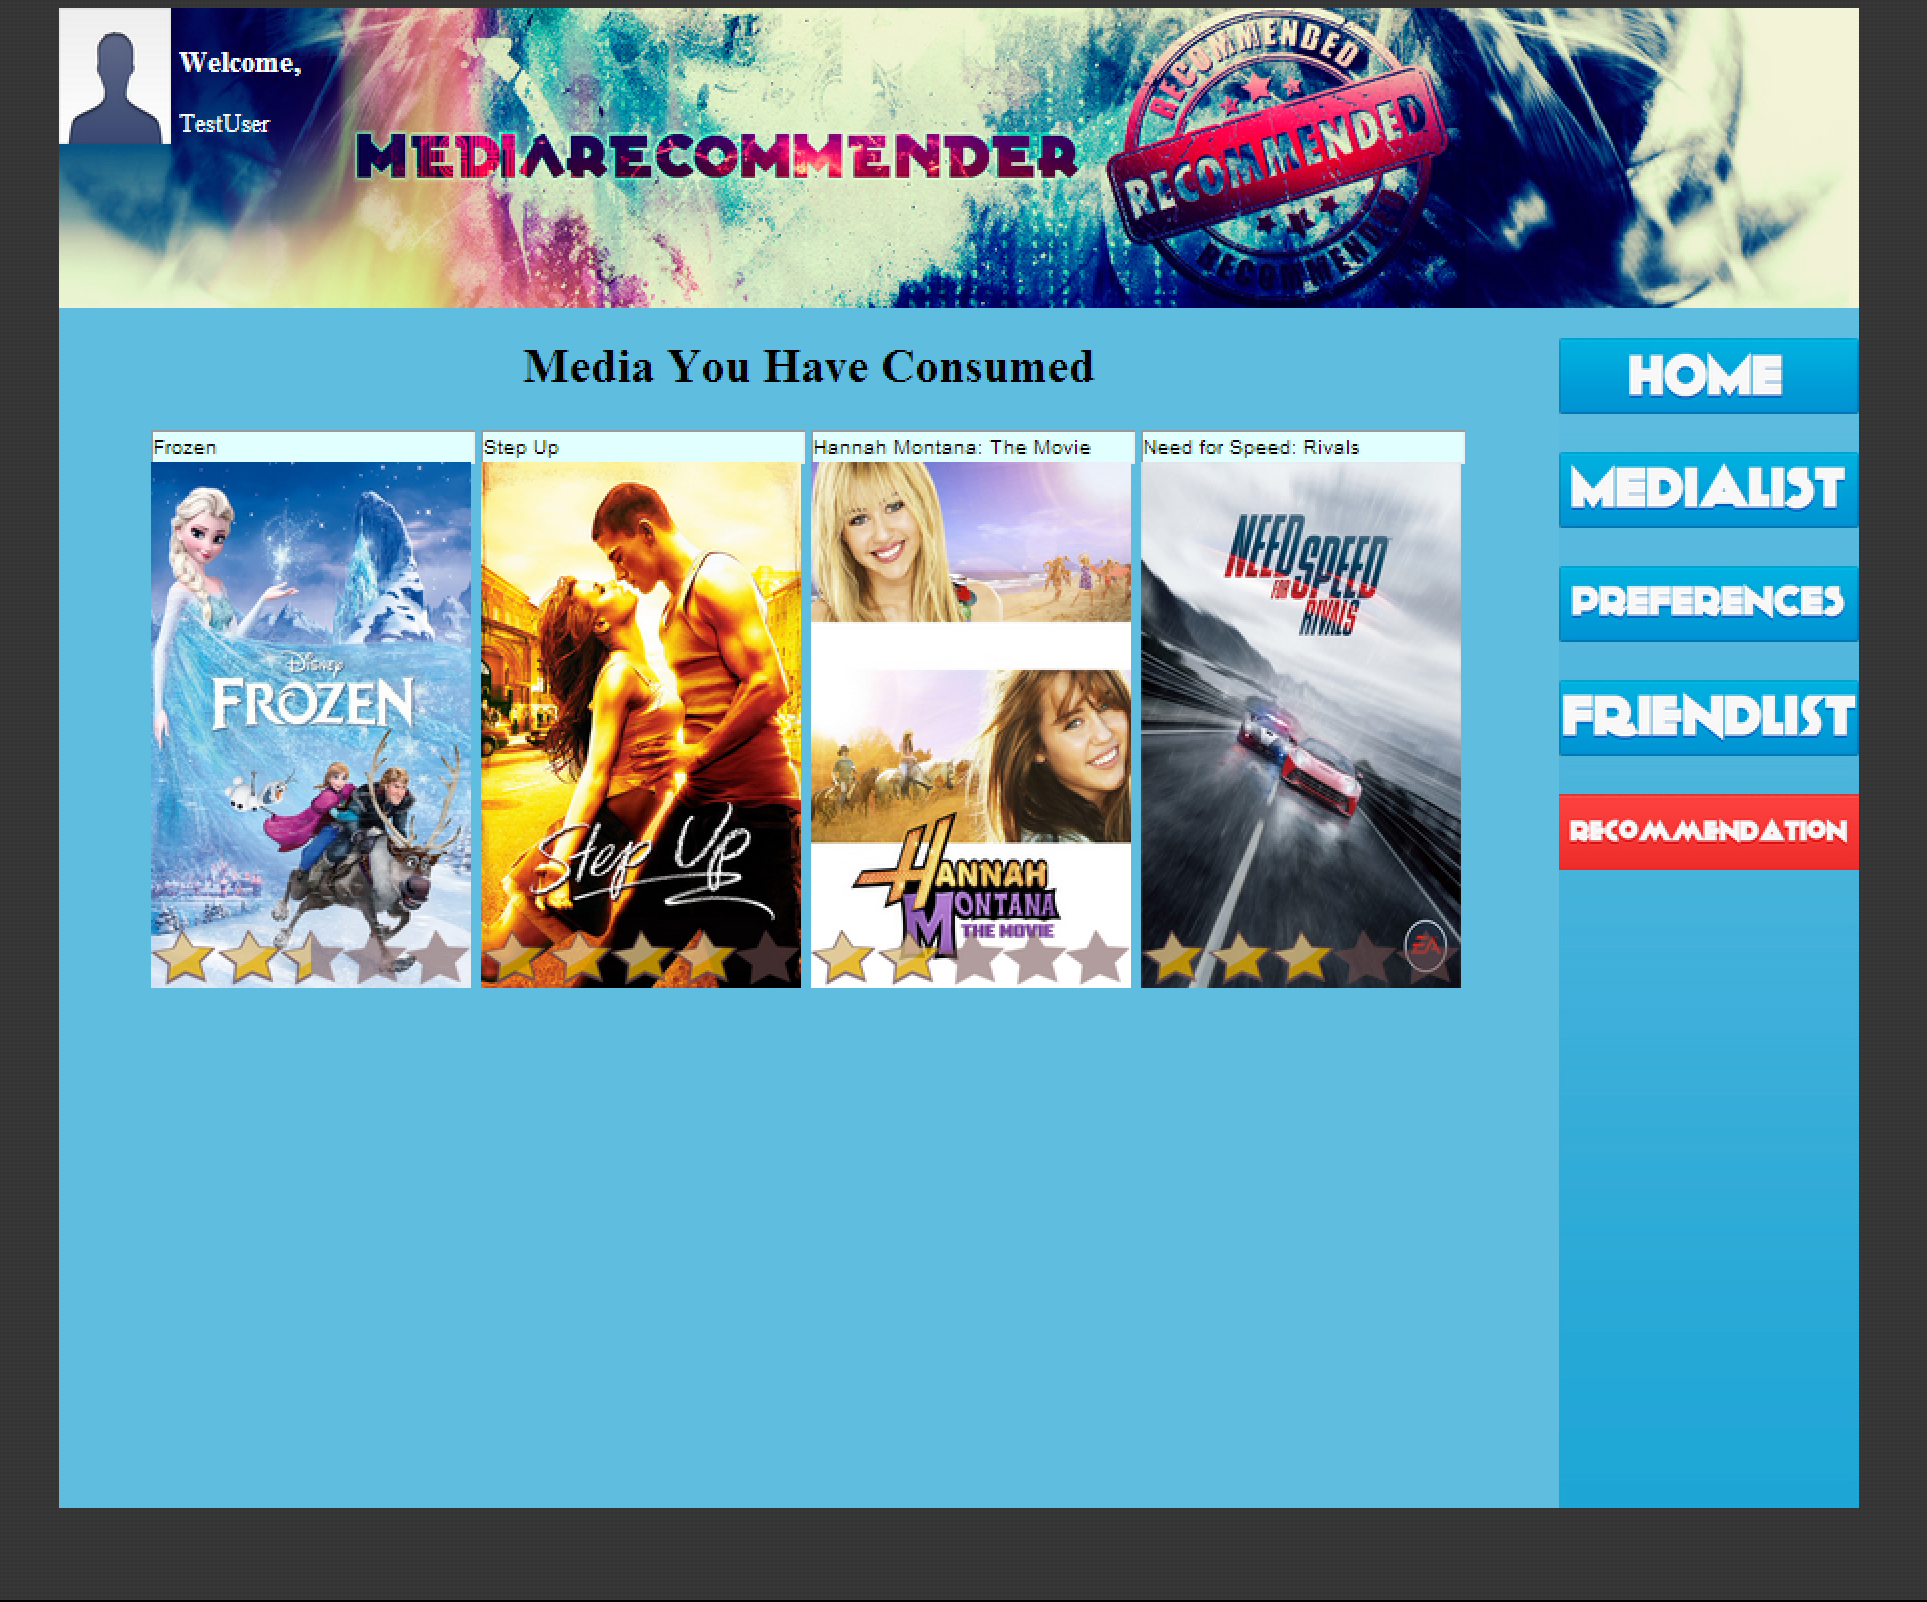 Welcome,
TestUser
MEDIARECOMMENDER
RECOMMENDED
RECOMMENDED
RECOMMENDED
Media You Have Consumed
Frozen
Step Up
Hannah Montana: The Movie
Need for Speed: Rivals
DISNEY
FROZEN
Step Up
HANNAH
MONTANA
THE MOVIE
NEED FOR SPEED
RIVALS
EA
HOME
MEDIALIST
PREFERENCES
FRIENDLIST
RECOMMENDATION